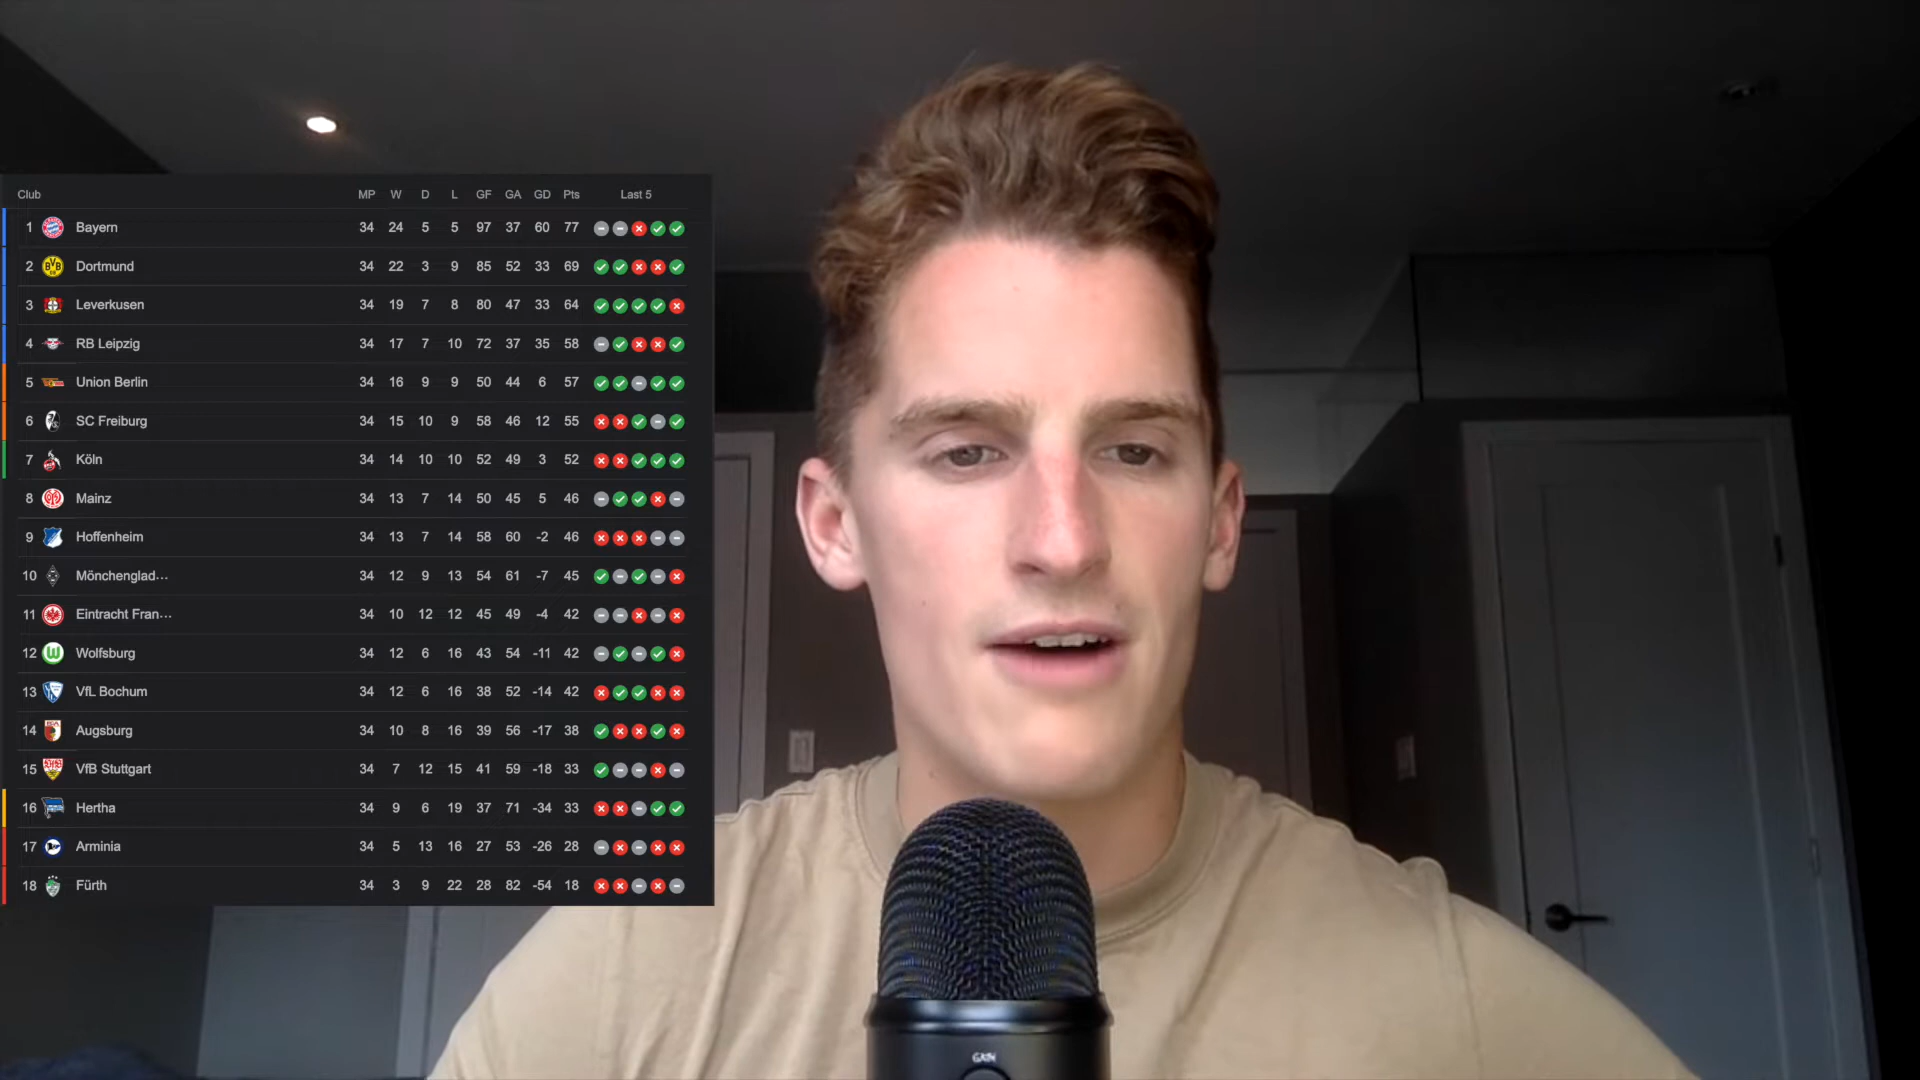 Club MP W D L GF GA GD Pts Last 5
1 Bayern 34 24 5 5 97 37 60 77
2 Dortmund 34 22 3 9 85 52 33 69
3 Leverkusen 34 19 7 8 80 47 33 64
4 RB Leipzig 34 17 7 10 72 37 35 58
5 Union Berlin 34 16 9 9 50 44 6 57
6 SC Freiburg 34 15 10 9 58 46 12 55
7 Köln 34 14 10 10 52 49 3 52
8 Mainz 34 13 7 14 50 45 5 46
9 Hoffenheim 34 13 7 14 58 60 -2 46
10 Mönchenglad... 34 12 9 13 54 61 -7 45
11 Eintracht Fran... 34 10 12 12 45 49 -4 42
12 Wolfsburg 34 12 6 16 43 54 -11 42
13 VfL Bochum 34 12 6 16 38 52 -14 42
14 Augsburg 34 10 8 16 39 56 -17 38
15 VfB Stuttgart 34 7 12 15 41 59 -18 33
16 Hertha 34 9 6 19 37 71 -34 33
17 Arminia 34 5 13 16 27 53 -26 28
18 Fürth 34 3 9 22 28 82 -54 18
GAIN